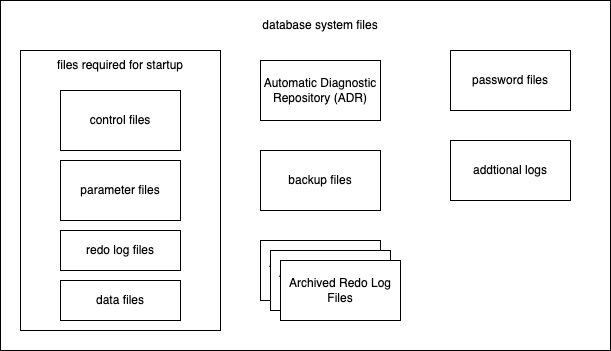 database system files
files required for startup
control files
parameter files
redo log files
data files
Automatic Diagnostic
Repository (ADR)
backup files
Archived Redo Log
Files
password files
addtional logs